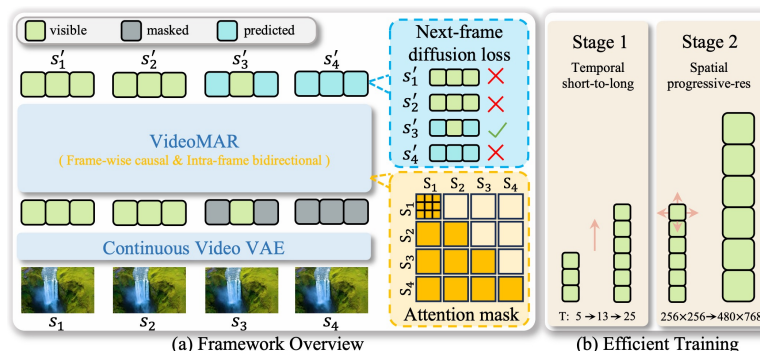 visible masked predicted
s′₁ s′₂ s′₃ s′₄
VideoMAR
( Frame-wise causal & Intra-frame bidirectional )
Continuous Video VAE
s₁ s₂ s₃ s₄
Next-frame
diffusion loss
s′₁
s′₂
s′₃
s′₄
S₁ S₂ S₃ S₄
S₁
S₂
S₃
S₄
Attention mask
(a) Framework Overview
Stage 1
Temporal
short-to-long
Stage 2
Spatial
progressive-res
T: 5→13→25
256×256→480×768
(b) Efficient Training